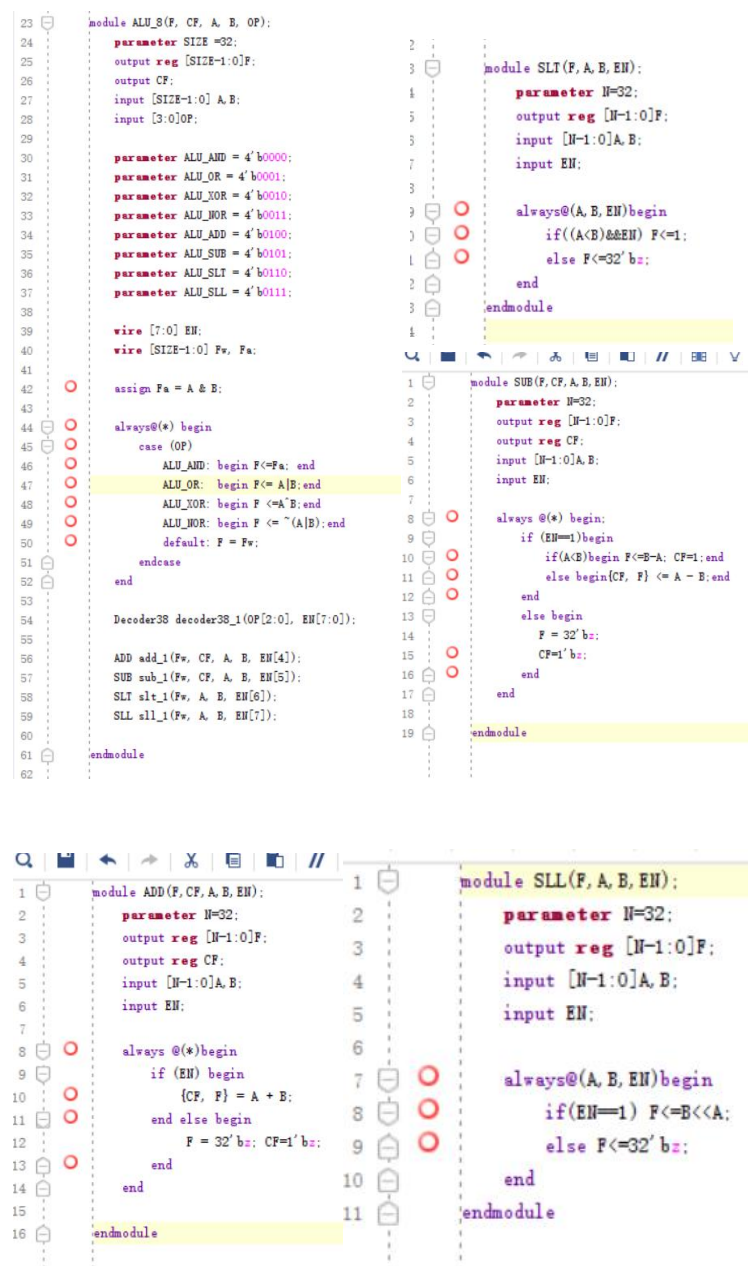 23 module ALU_8(F, CF, A, B, OP);
24 parameter SIZE =32;
25 output reg [SIZE-1:0]F;
26 output CF;
27 input [SIZE-1:0] A,B;
28 input [3:0]OP;
29
30 parameter ALU_AND = 4'b0000;
31 parameter ALU_OR = 4'b0001;
32 parameter ALU_XOR = 4'b0010;
33 parameter ALU_NOR = 4'b0011;
34 parameter ALU_ADD = 4'b0100;
35 parameter ALU_SUB = 4'b0101;
36 parameter ALU_SLT = 4'b0110;
37 parameter ALU_SLL = 4'b0111;
38
39 wire [7:0] EN;
40 wire [SIZE-1:0] Fw, Fa;
41
42 assign Fa = A & B;
43
44 always@(*) begin
45 case (OP)
46 ALU_AND: begin F<=Fa; end
47 ALU_OR: begin F<= A|B;end
48 ALU_XOR: begin F <=A^B;end
49 ALU_NOR: begin F <= ~(A|B);end
50 default: F = Fw;
51 endcase
52 end
53
54 Decoder38 decoder38_1(OP[2:0], EN[7:0]);
55
56 ADD add_1(Fw, CF, A, B, EN[4]);
57 SUB sub_1(Fw, CF, A, B, EN[5]);
58 SLT slt_1(Fw, A, B, EN[6]);
59 SLL sll_1(Fw, A, B, EN[7]);
60
61 endmodule
62
2
3 module SLT(F,A,B,EN);
4 parameter N=32;
5 output reg [N-1:0]F;
6 input [N-1:0]A,B;
7 input EN;
8
9 always@(A,B,EN)begin
0 if((A<B)&&EN) F<=1;
1 else F<=32'bz;
2 end
3 endmodule
4
1 module SUB(F,CF,A,B,EN);
2 parameter N=32;
3 output reg [N-1:0]F;
4 output reg CF;
5 input [N-1:0]A,B;
6 input EN;
7
8 always @(*) begin;
9 if (EN==1)begin
10 if(A<B)begin F<=B-A; CF=1;end
11 else begin{CF, F} <= A - B;end
12 end
13 else begin
14 F = 32'bz;
15 CF=1'bz;
16 end
17 end
18
19 endmodule
1 module ADD(F,CF,A,B,EN);
2 parameter N=32;
3 output reg [N-1:0]F;
4 output reg CF;
5 input [N-1:0]A,B;
6 input EN;
7
8 always @(*)begin
9 if (EN) begin
10 {CF, F} = A + B;
11 end else begin
12 F = 32'bz; CF=1'bz;
13 end
14 end
15
16 endmodule
1 module SLL(F,A,B,EN);
2 parameter N=32;
3 output reg [N-1:0]F;
4 input [N-1:0]A,B;
5 input EN;
6
7 always@(A,B,EN)begin
8 if(EN==1) F<=B<<A;
9 else F<=32'bz;
10 end
11 endmodule